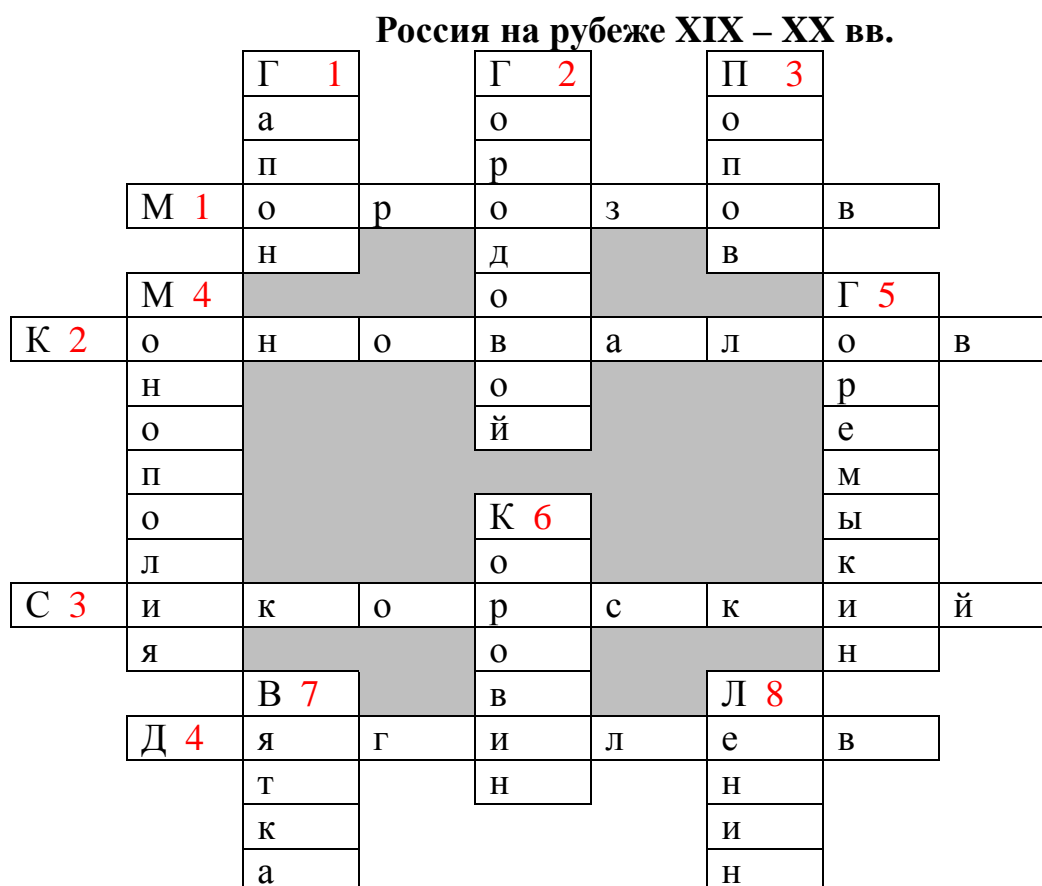 Россия на рубеже XIX – XX вв.
Г 1 Г 2 П 3
а о о
п р п
М 1 о р о з о в
н д в
М 4 о Г 5
К 2 о н о в а л о в
н о р
о й е
п м
о К 6 ы
л о к
С 3 и к о р с к и й
я о н
В 7 в Л 8
Д 4 я г и л е в
т н н
к и
а н